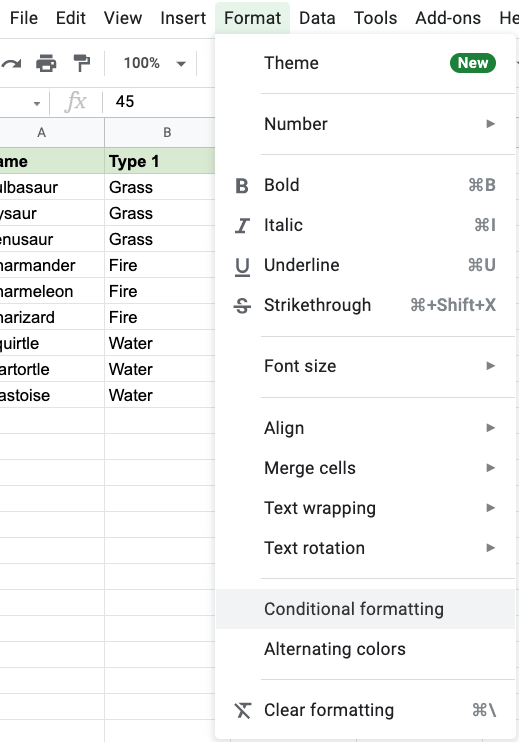 File Edit View Insert Format Data Tools Add-ons He
100%
Theme New
fx 45
Number
A B
ame Type 1
ulbasaur Grass
Bold ⌘B
ysaur Grass
Italic ⌘I
enusaur Grass
harmander Fire
Underline ⌘U
harmeleon Fire
Strikethrough ⌘+Shift+X
harizard Fire
quirtle Water
artortle Water
Font size
astoise Water
Align
Merge cells
Text wrapping
Text rotation
Conditional formatting
Alternating colors
Clear formatting ⌘\